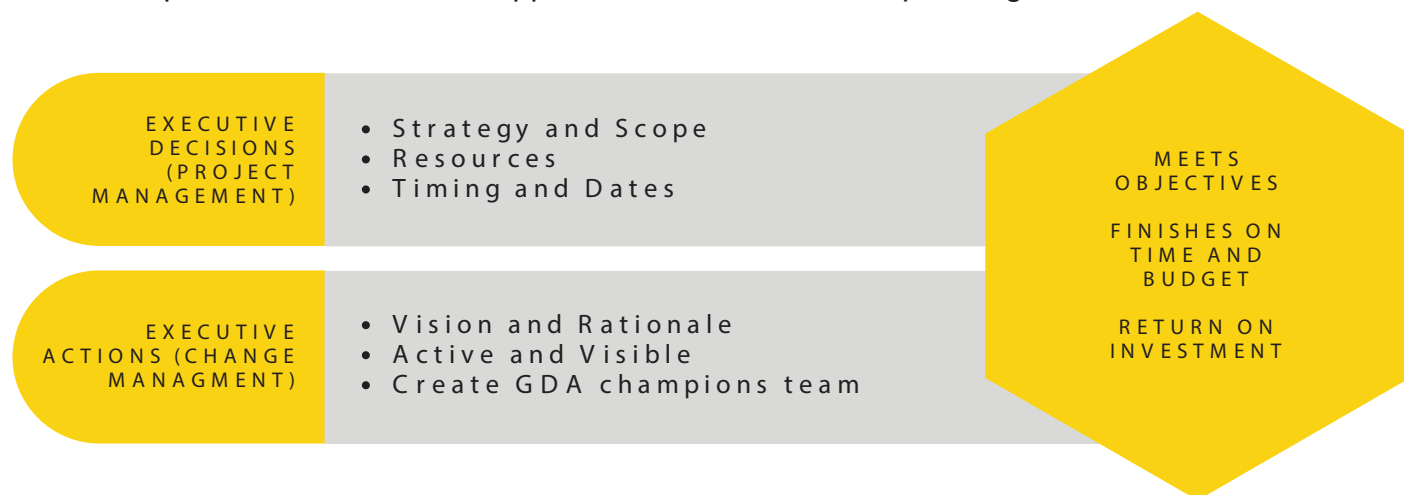 EXECUTIVE
DECISIONS
(PROJECT
MANAGEMENT)
• Strategy and Scope
• Resources
• Timing and Dates
EXECUTIVE
ACTIONS (CHANGE
MANAGMENT)
• Vision and Rationale
• Active and Visible
• Create GDA champions team
MEETS
OBJECTIVES
FINISHES ON
TIME AND
BUDGET
RETURN ON
INVESTMENT